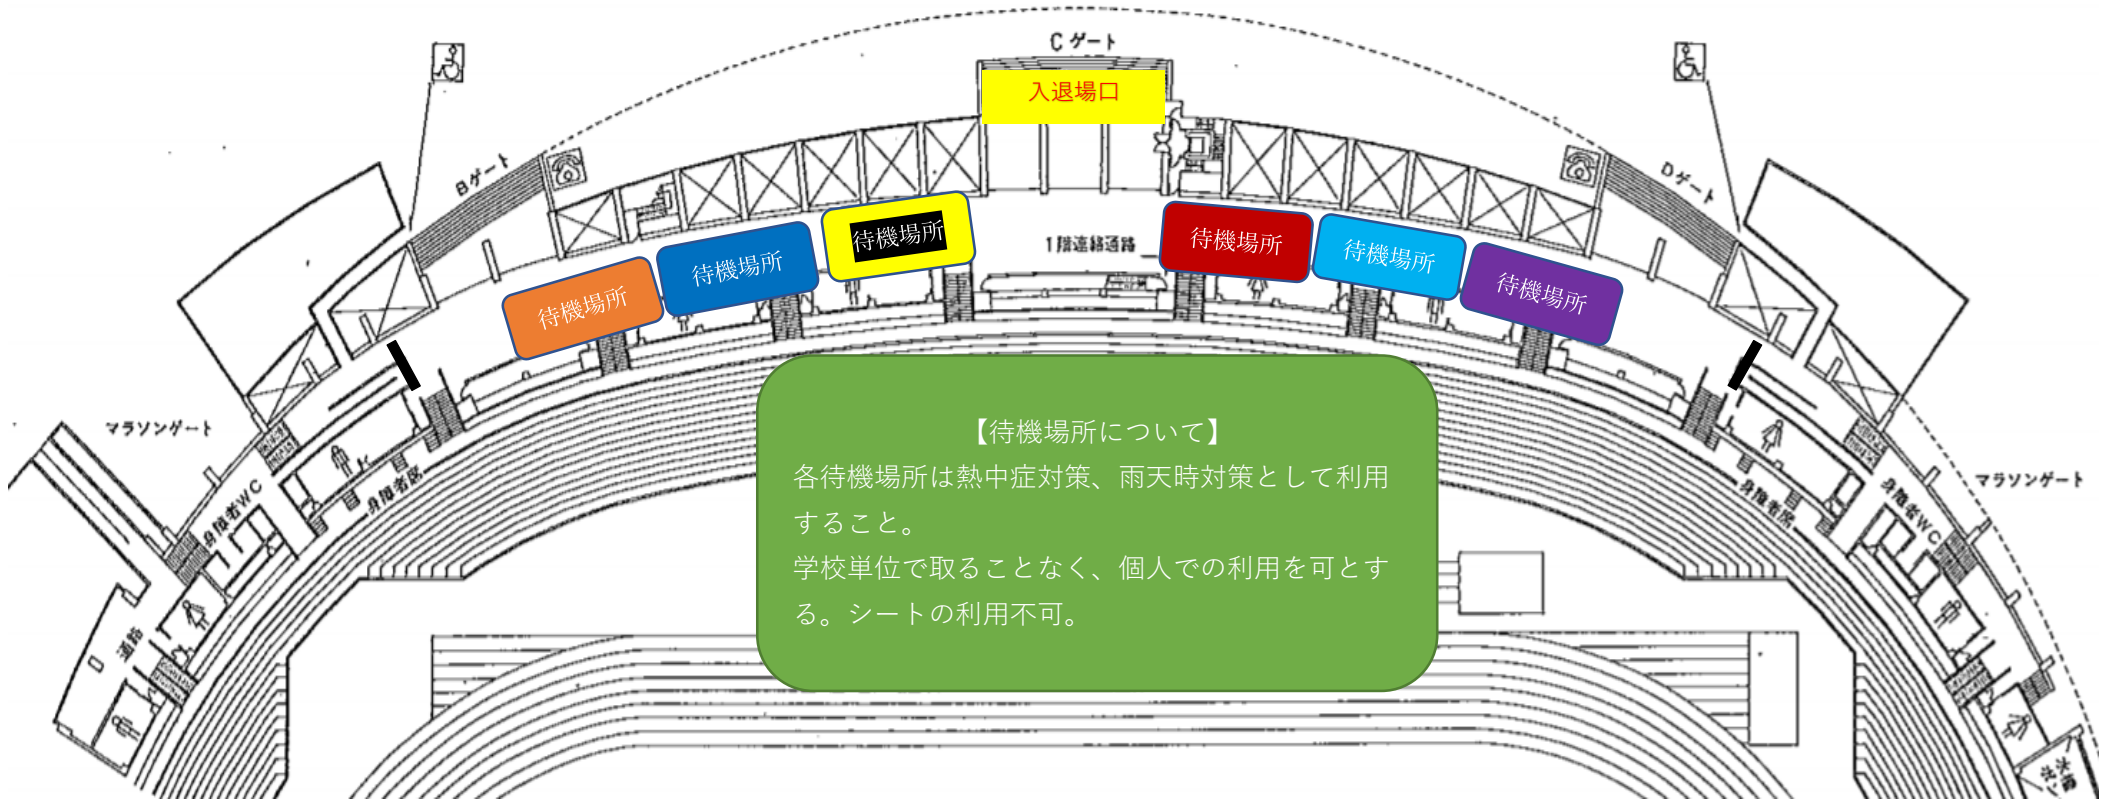 Cゲート
入退場口
Bゲート
Dゲート
待機場所
待機場所
待機場所
1階連絡通路
待機場所
待機場所
待機場所
マラソンゲート
マラソンゲート
身障者WC
身障者席
身障者席
身障者WC
通路
【待機場所について】
各待機場所は熱中症対策、雨天時対策として利用
すること。
学校単位で取ることなく、個人での利用を可とす
る。シートの利用不可。